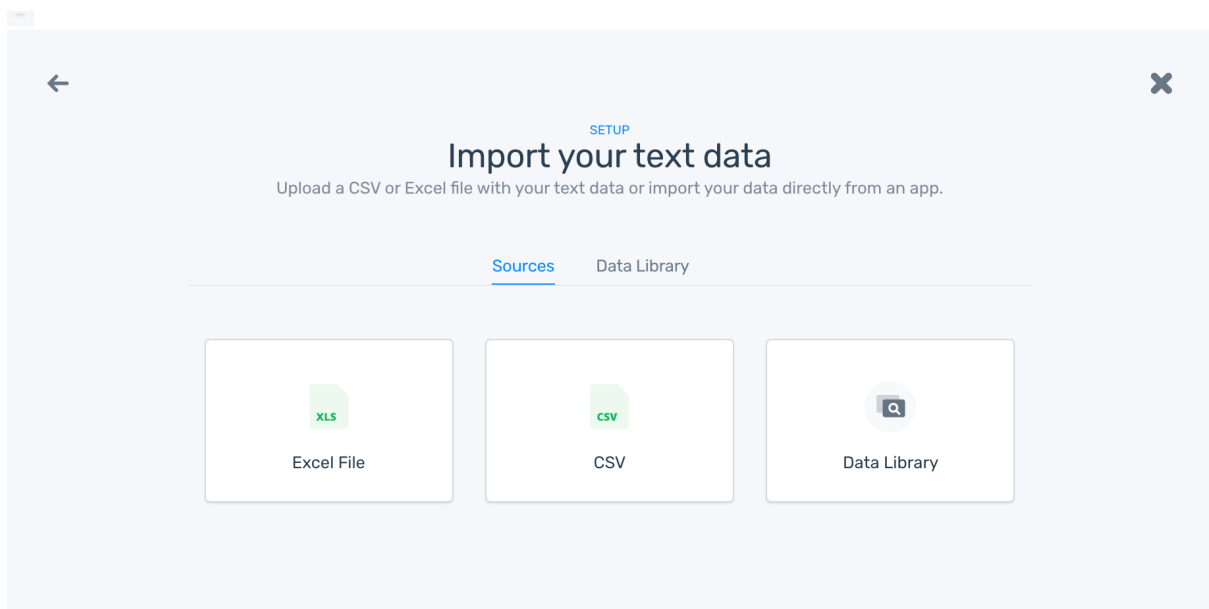 SETUP
Import your text data
Upload a CSV or Excel file with your text data or import your data directly from an app.
Sources Data Library
XLS CSV
Excel File CSV Data Library